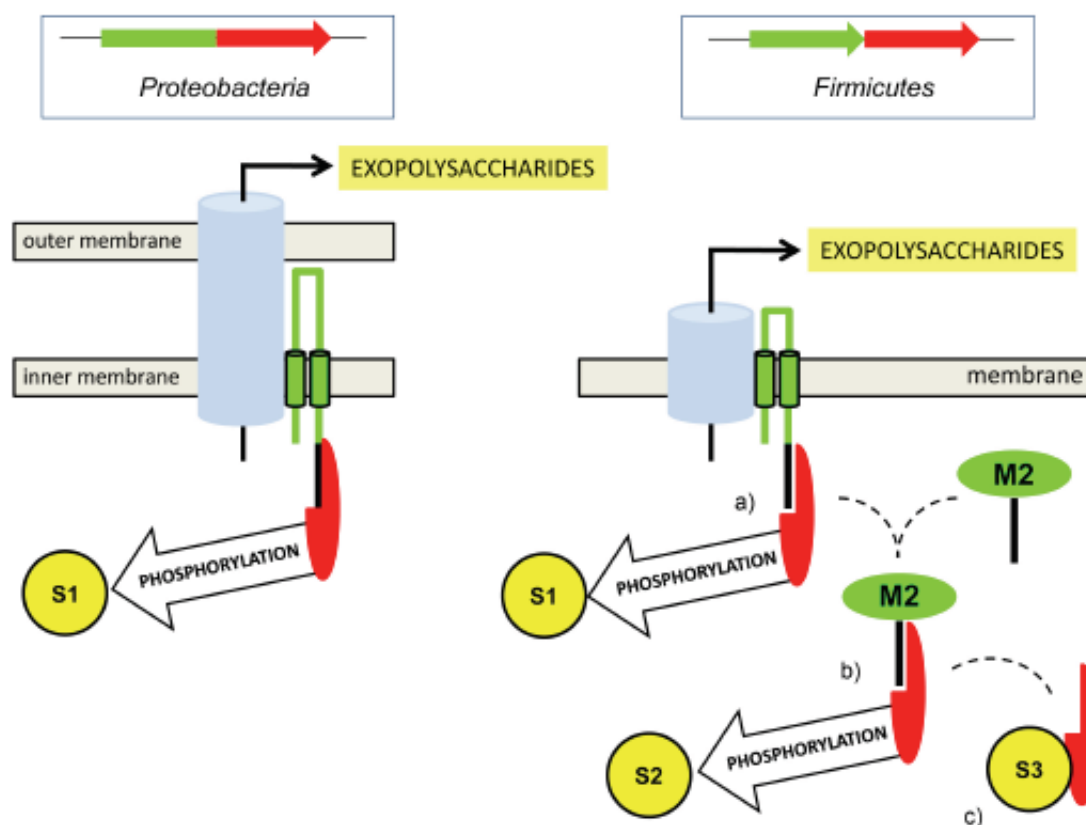 Proteobacteria
Firmicutes
EXOPOLYSACCHARIDES
outer membrane
inner membrane
PHOSPHORYLATION
S1
EXOPOLYSACCHARIDES
membrane
M2
a)
PHOSPHORYLATION
S1
M2
b)
PHOSPHORYLATION
S2
S3
c)